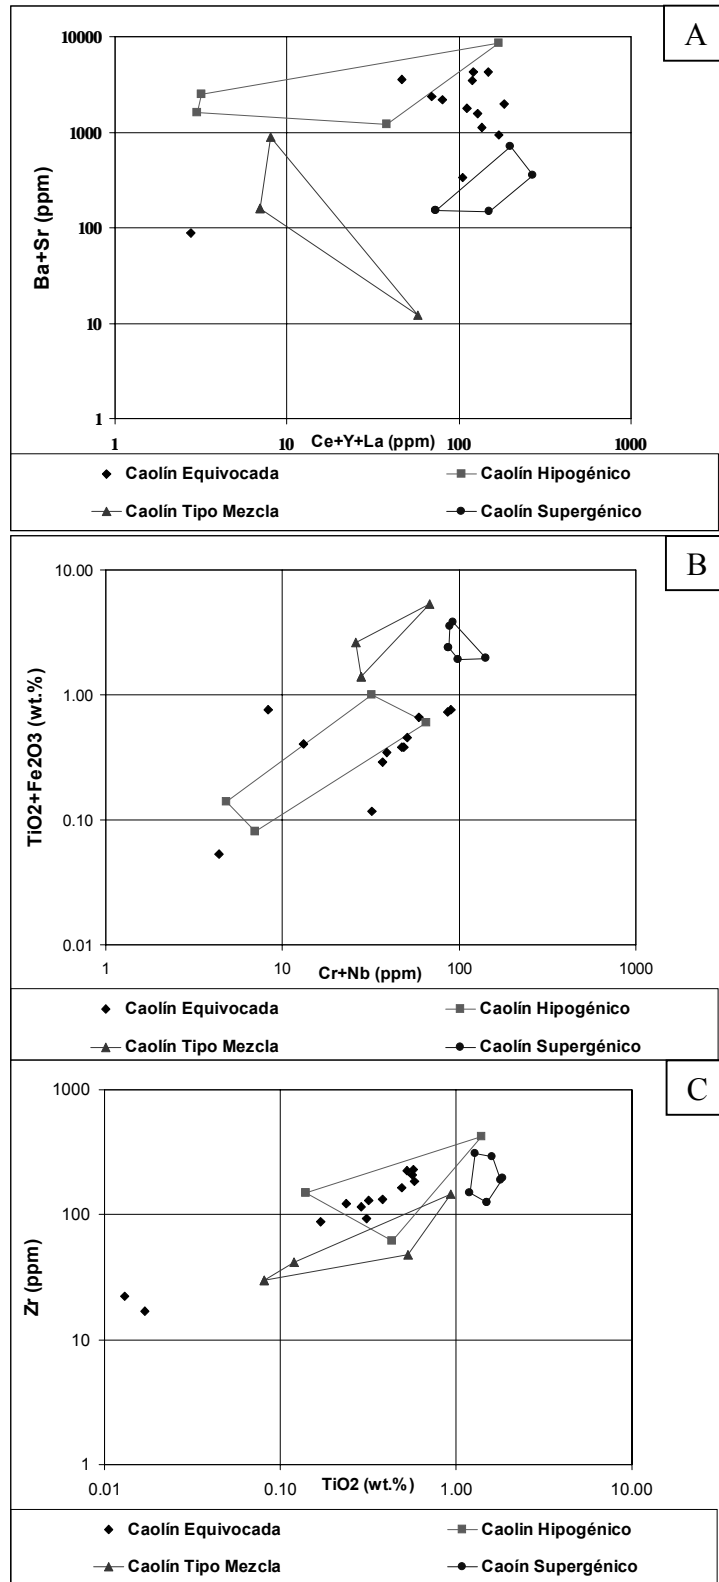 A
10000
1000
100
10
1
Ba+Sr (ppm)
1 10 100 1000
Ce+Y+La (ppm)
Caolín Equivocada Caolín Hipogénico
Caolín Tipo Mezcla Caolín Supergénico
B
10.00
1.00
0.10
0.01
TiO2+Fe2O3 (wt.%)
1 10 100 1000
Cr+Nb (ppm)
Caolín Equivocada Caolín Hipogénico
Caolín Tipo Mezcla Caolín Supergénico
C
1000
100
10
1
Zr (ppm)
0.01 0.10 1.00 10.00
TiO2 (wt.%)
Caolín Equivocada Caolin Hipogénico
Caolín Tipo Mezcla Caoín Supergénico